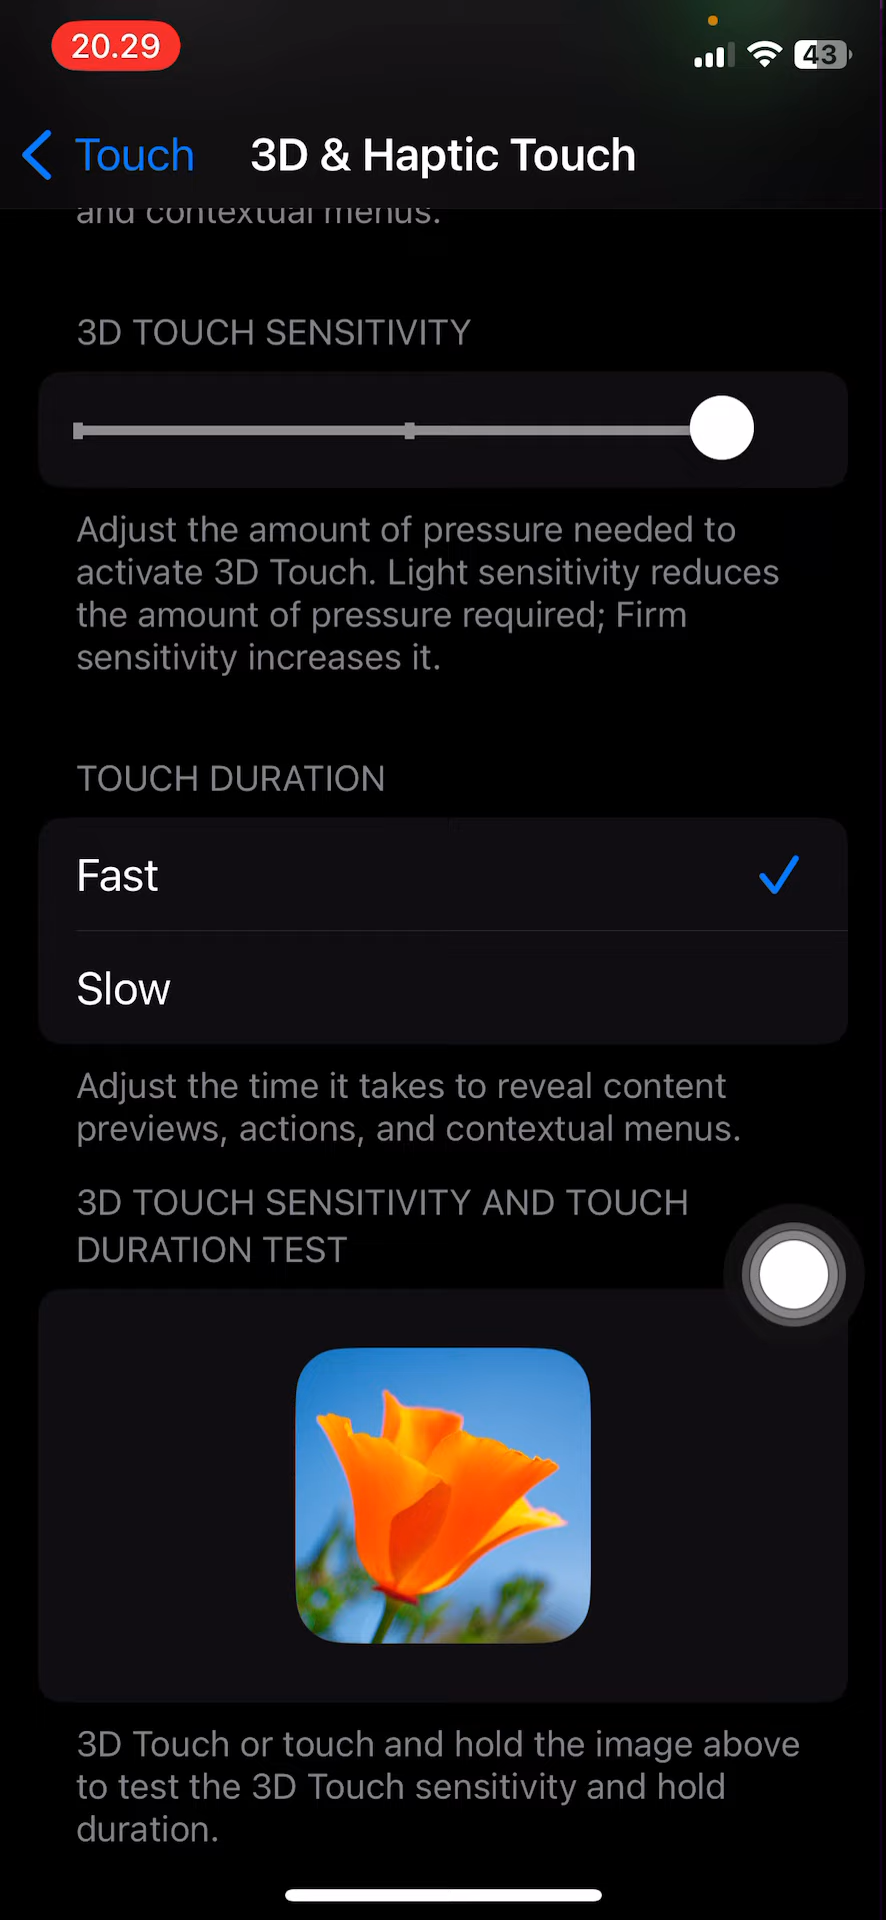 20.29
43
Touch
3D & Haptic Touch
and contextual menus.
3D TOUCH SENSITIVITY
Adjust the amount of pressure needed to
activate 3D Touch. Light sensitivity reduces
the amount of pressure required; Firm
sensitivity increases it.
TOUCH DURATION
Fast
Slow
Adjust the time it takes to reveal content
previews, actions, and contextual menus.
3D TOUCH SENSITIVITY AND TOUCH
DURATION TEST
3D Touch or touch and hold the image above
to test the 3D Touch sensitivity and hold
duration.